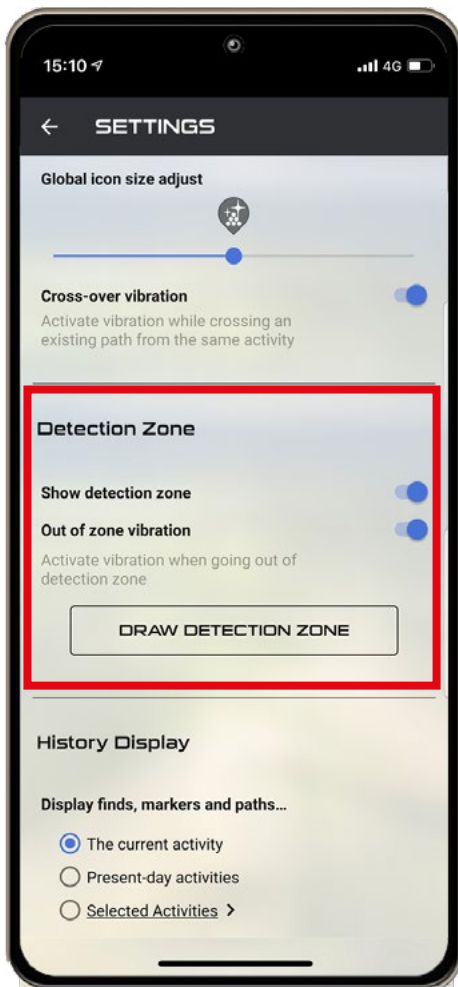 15:10
4G
SETTINGS
Global icon size adjust
Cross-over vibration
Activate vibration while crossing an
existing path from the same activity
Detection Zone
Show detection zone
Out of zone vibration
Activate vibration when going out of
detection zone
DRAW DETECTION ZONE
History Display
Display finds, markers and paths...
The current activity
Present-day activities
Selected Activities >